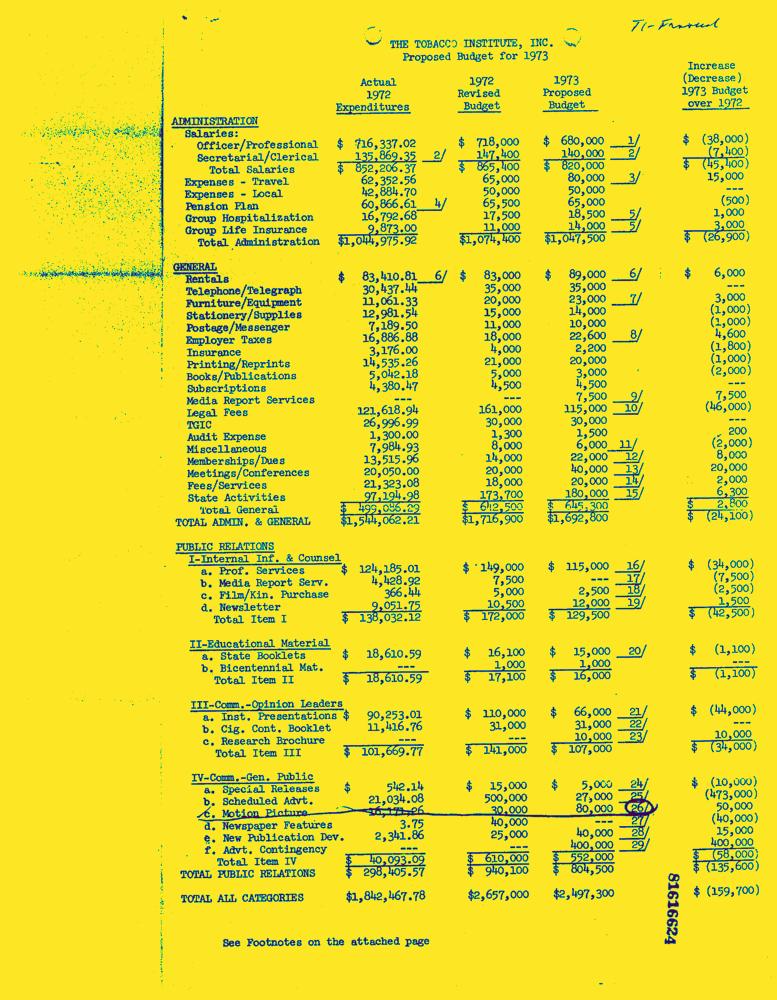 TI-
THE TOBACCO INSTITUTE, INC.
Proposed Budget for 1973
Actual 1972 Expenditures 1972 Revised Budget 1973 Proposed Budget Increase (Decrease) 1973 Budget over 1972
ADMINISTRATION
Salaries:
Officer/Professional $ 716,337.02 $ 718,000 $ 680,000 1/ $ (38,000)
Secretarial/Clerical 135,869.35 2/ 147,400 140,000 2/ (7,400)
Total Salaries $ 852,206.37 $ 865,400 $ 820,000 $ (45,400)
Expenses - Travel 62,352.56 65,000 80,000 3/ 15,000
Expenses - Local 42,884.70 50,000 50,000 ---
Pension Plan 60,866.61 4/ 65,500 65,000 (500)
Group Hospitalization 16,792.68 17,500 18,500 5/ 1,000
Group Life Insurance 9,873.00 11,000 14,000 5/ 3,000
Total Administration $1,044,975.92 $1,074,400 $1,047,500 $ (26,900)
GENERAL
Rentals $ 83,410.81 6/ $ 83,000 $ 89,000 6/ $ 6,000
Telephone/Telegraph 30,437.44 35,000 35,000 ---
Furniture/Equipment 11,061.33 20,000 23,000 7/ 3,000
Stationery/Supplies 12,981.54 15,000 14,000 (1,000)
Postage/Messenger 7,189.50 11,000 10,000 (1,000)
Employer Taxes 16,886.88 18,000 22,600 8/ 4,600
Insurance 3,176.00 4,000 2,200 (1,800)
Printing/Reprints 14,535.26 21,000 20,000 (1,000)
Books/Publications 5,042.18 5,000 3,000 (2,000)
Subscriptions 4,380.47 4,500 4,500 ---
Media Report Services --- --- 7,500 9/ 7,500
Legal Fees 121,618.94 161,000 115,000 10/ (46,000)
TGIC 26,996.99 30,000 30,000 ---
Audit Expense 1,300.00 1,300 1,500 200
Miscellaneous 7,984.93 8,000 6,000 11/ (2,000)
Memberships/Dues 13,515.96 14,000 22,000 12/ 8,000
Meetings/Conferences 20,050.00 20,000 40,000 13/ 20,000
Fees/Services 21,323.08 18,000 20,000 14/ 2,000
State Activities 97,194.98 173,700 180,000 15/ 6,300
Total General $ 499,086.29 $ 642,500 $ 645,300 $ 2,800
TOTAL ADMIN. & GENERAL $1,544,062.21 $1,716,900 $1,692,800 $ (24,100)
PUBLIC RELATIONS
I-Internal Inf. & Counsel
a. Prof. Services $ 124,185.01 $ 149,000 $ 115,000 16/ $ (34,000)
b. Media Report Serv. 4,428.92 7,500 --- 17/ (7,500)
c. Film/Kin. Purchase 366.44 5,000 2,500 18/ (2,500)
d. Newsletter 9,051.75 10,500 12,000 19/ 1,500
Total Item I $ 138,032.12 $ 172,000 $ 129,500 $ (42,500)
II-Educational Material
a. State Booklets $ 18,610.59 $ 16,100 $ 15,000 20/ $ (1,100)
b. Bicentennial Mat. --- 1,000 1,000 ---
Total Item II $ 18,610.59 $ 17,100 $ 16,000 $ (1,100)
III-Comm.-Opinion Leaders
a. Inst. Presentations $ 90,253.01 $ 110,000 $ 66,000 21/ $ (44,000)
b. Cig. Cont. Booklet 11,416.76 31,000 31,000 22/ ---
c. Research Brochure --- --- 10,000 23/ 10,000
Total Item III $ 101,669.77 $ 141,000 $ 107,000 $ (34,000)
IV-Comm.-Gen. Public
a. Special Releases $ 542.14 $ 15,000 $ 5,000 24/ $ (10,000)
b. Scheduled Advt. 21,034.08 500,000 27,000 25/ (473,000)
c. Motion Picture 16,171.26 30,000 80,000 26/ 50,000
d. Newspaper Features 3.75 40,000 --- 27/ (40,000)
e. New Publication Dev. 2,341.86 25,000 40,000 28/ 15,000
f. Advt. Contingency --- 400,000 29/ 400,000
Total Item IV $ 40,093.09 $ 610,000 $ 552,000 $ (58,000)
TOTAL PUBLIC RELATIONS $ 298,405.57 $ 940,100 $ 804,500 $ (135,600)
TOTAL ALL CATEGORIES $1,842,467.78 $2,657,000 $2,497,300 $ (159,700)
See Footnotes on the attached page
81616624